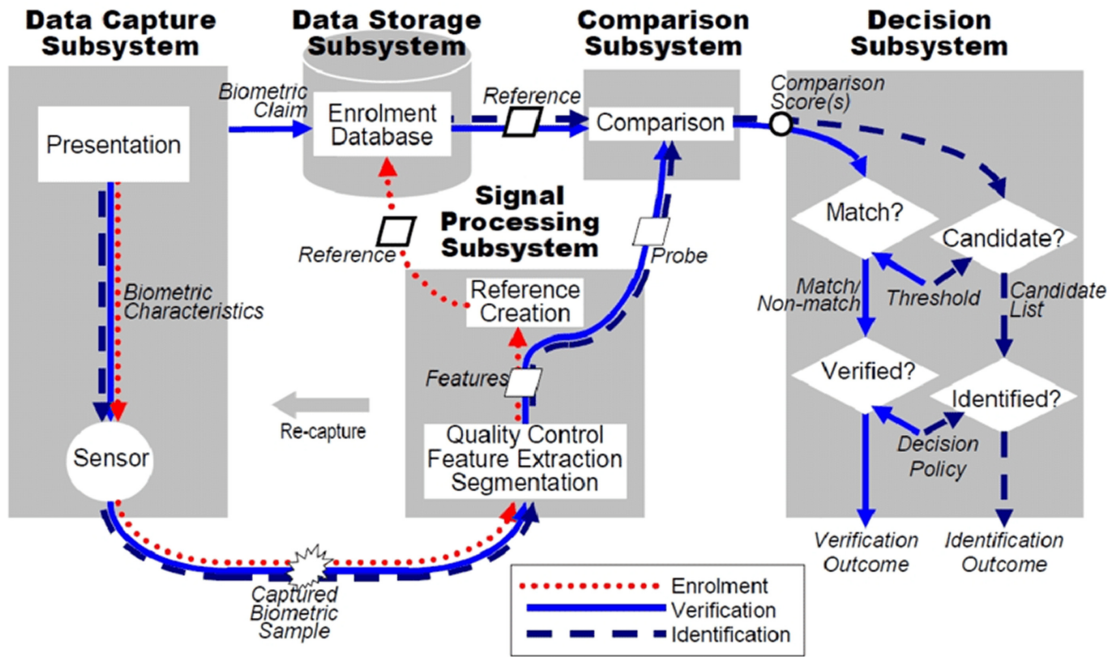 Data Capture
Subsystem
Data Storage
Subsystem
Comparison
Subsystem
Decision
Subsystem
Presentation
Biometric
Claim
Enrolment
Database
Reference
Comparison
Comparison
Score(s)
Signal
Processing
Subsystem
Match?
Candidate?
Reference
Probe
Biometric
Characteristics
Reference
Creation
Match/
Non-match
Threshold
Candidate
List
Features
Verified?
Identified?
Re-capture
Sensor
Quality Control
Feature Extraction
Segmentation
Decision
Policy
Captured
Biometric
Sample
Verification
Outcome
Identification
Outcome
Enrolment
Verification
Identification